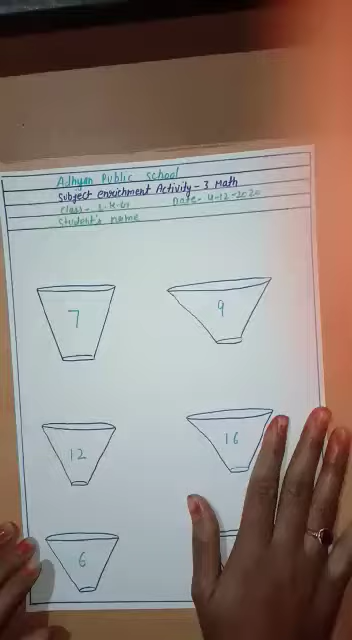 Adhyan Public School
Subject enrichment Activity - 3 Math
Class- Date- 4-12-2020
Student's name
7 9
12 16
6